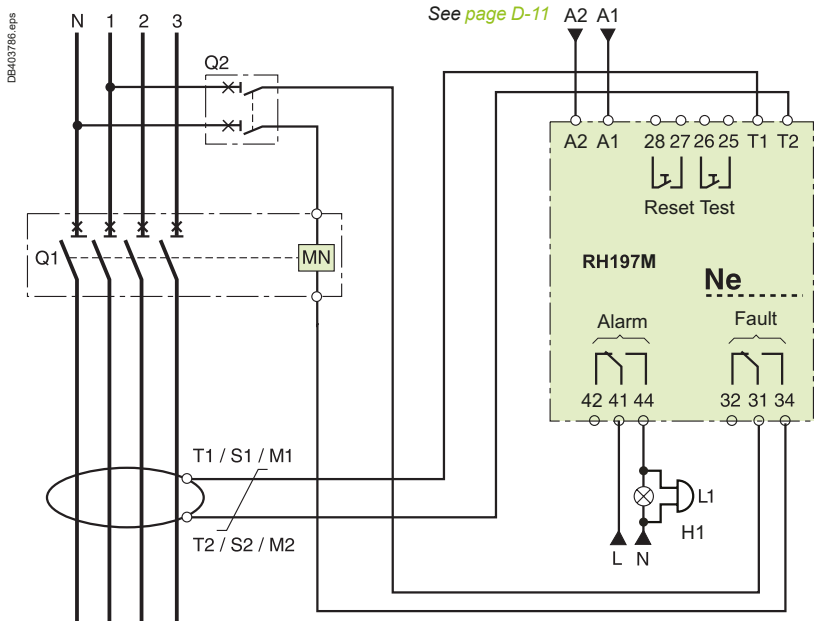 DB403786.eps
See page D-11 A2 A1
N 1 2 3
Q2
A2 A1 28 27 26 25 T1 T2
Reset Test
Q1
MN
RH197M
Ne
Alarm Fault
42 41 44 32 31 34
T1 / S1 / M1
T2 / S2 / M2
L1
H1
L N